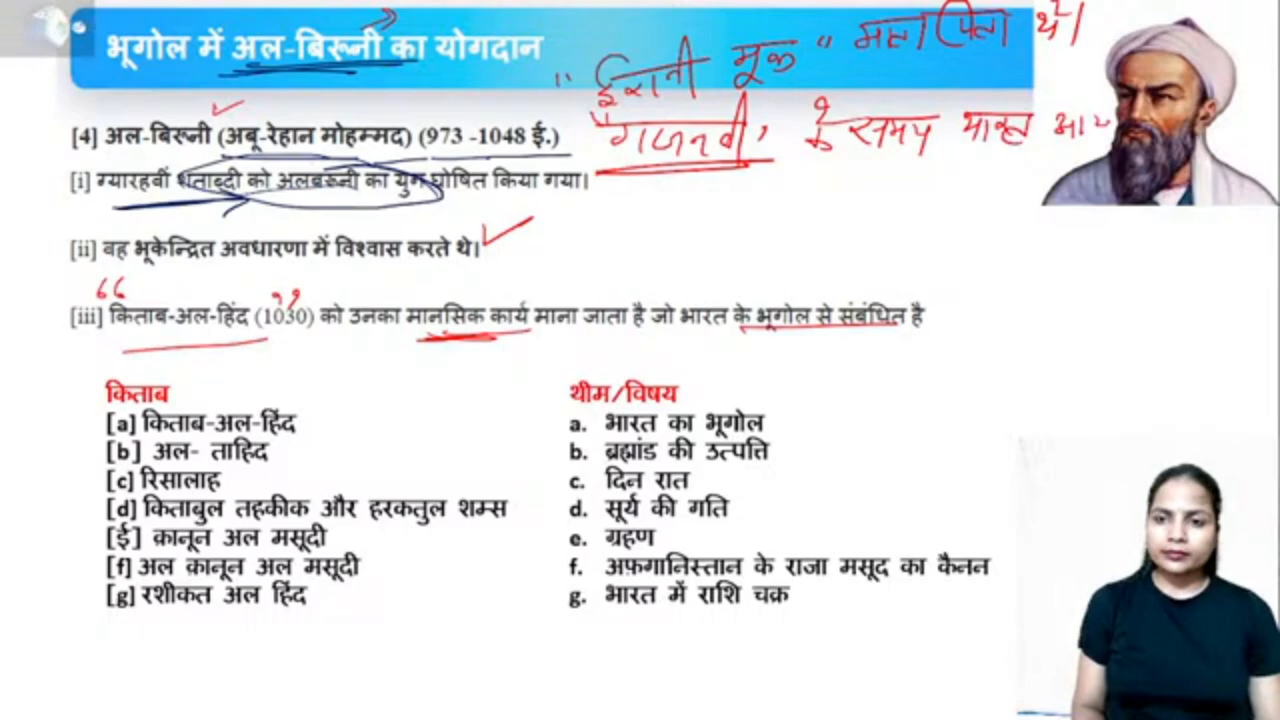 भूगोल में अल-बिरूनी का योगदान
" ईरानी मूल " माता पिता थे।
"गजनवी" के समय भारत
[4] अल-बिरूनी (अबू-रेहान मोहम्मद) (973 -1048 ई.)
[i] ग्यारहवीं शताब्दी को अलबरूनी का युग घोषित किया गया।
[ii] वह भूकेन्द्रित अवधारणा में विश्वास करते थे।
[iii] किताब-अल-हिंद (1030) को उनका मानसिक कार्य माना जाता है जो भारत के भूगोल से संबंधित है
किताब
[a] किताब-अल-हिंद
[b] अल- ताहिद
[c] रिसालाह
[d] किताबुल तहकीक और हरकतुल शम्स
[ई] क़ानून अल मसूदी
[f] अल क़ानून अल मसूदी
[g] रशीकत अल हिंद
थीम/विषय
a. भारत का भूगोल
b. ब्रह्मांड की उत्पत्ति
c. दिन रात
d. सूर्य की गति
e. ग्रहण
f. अफ़गानिस्तान के राजा मसूद का कैनन
g. भारत में राशि चक्र